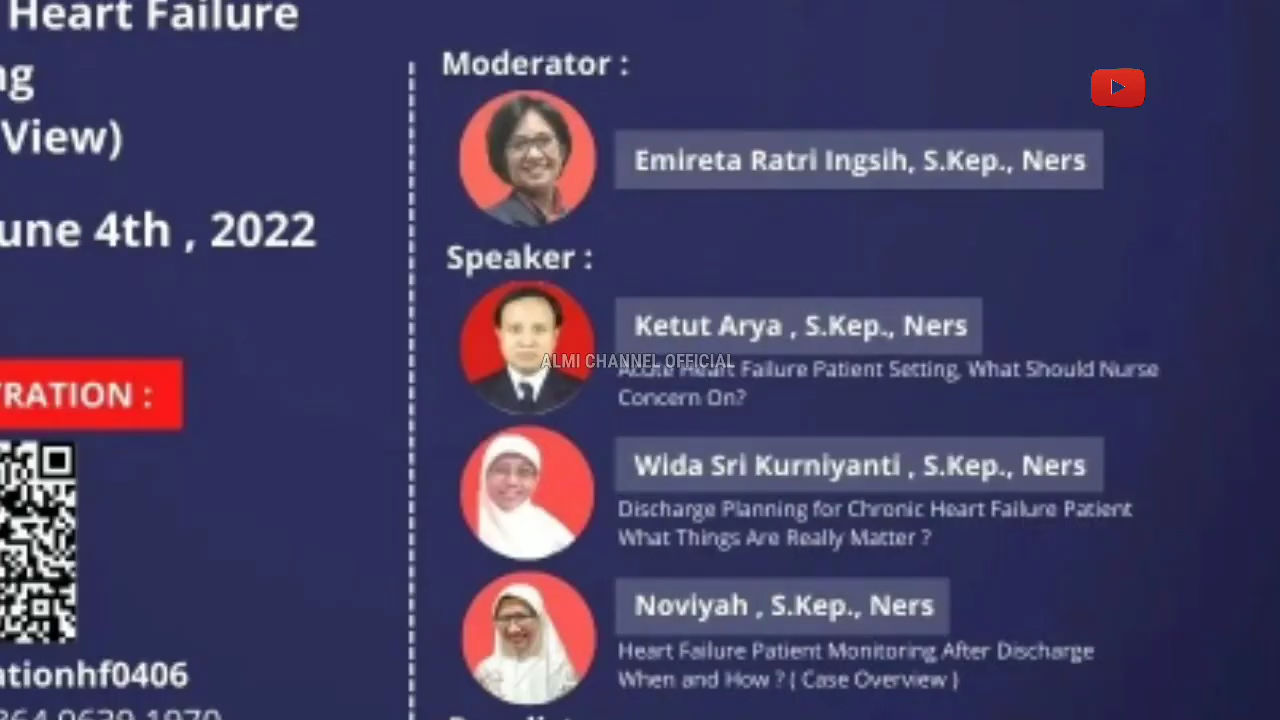 Heart Failure
ng
View)
une 4th , 2022
RATION :
ationhf0406
Moderator :
Emireta Ratri Ingsih, S.Kep., Ners
Speaker :
Ketut Arya , S.Kep., Ners
ALMI CHANNEL OFFICIAL
Acute Heart Failure Patient Setting, What Should Nurse
Concern On?
Wida Sri Kurniyanti , S.Kep., Ners
Discharge Planning for Chronic Heart Failure Patient
What Things Are Really Matter ?
Noviyah , S.Kep., Ners
Heart Failure Patient Monitoring After Discharge
When and How ? ( Case Overview )